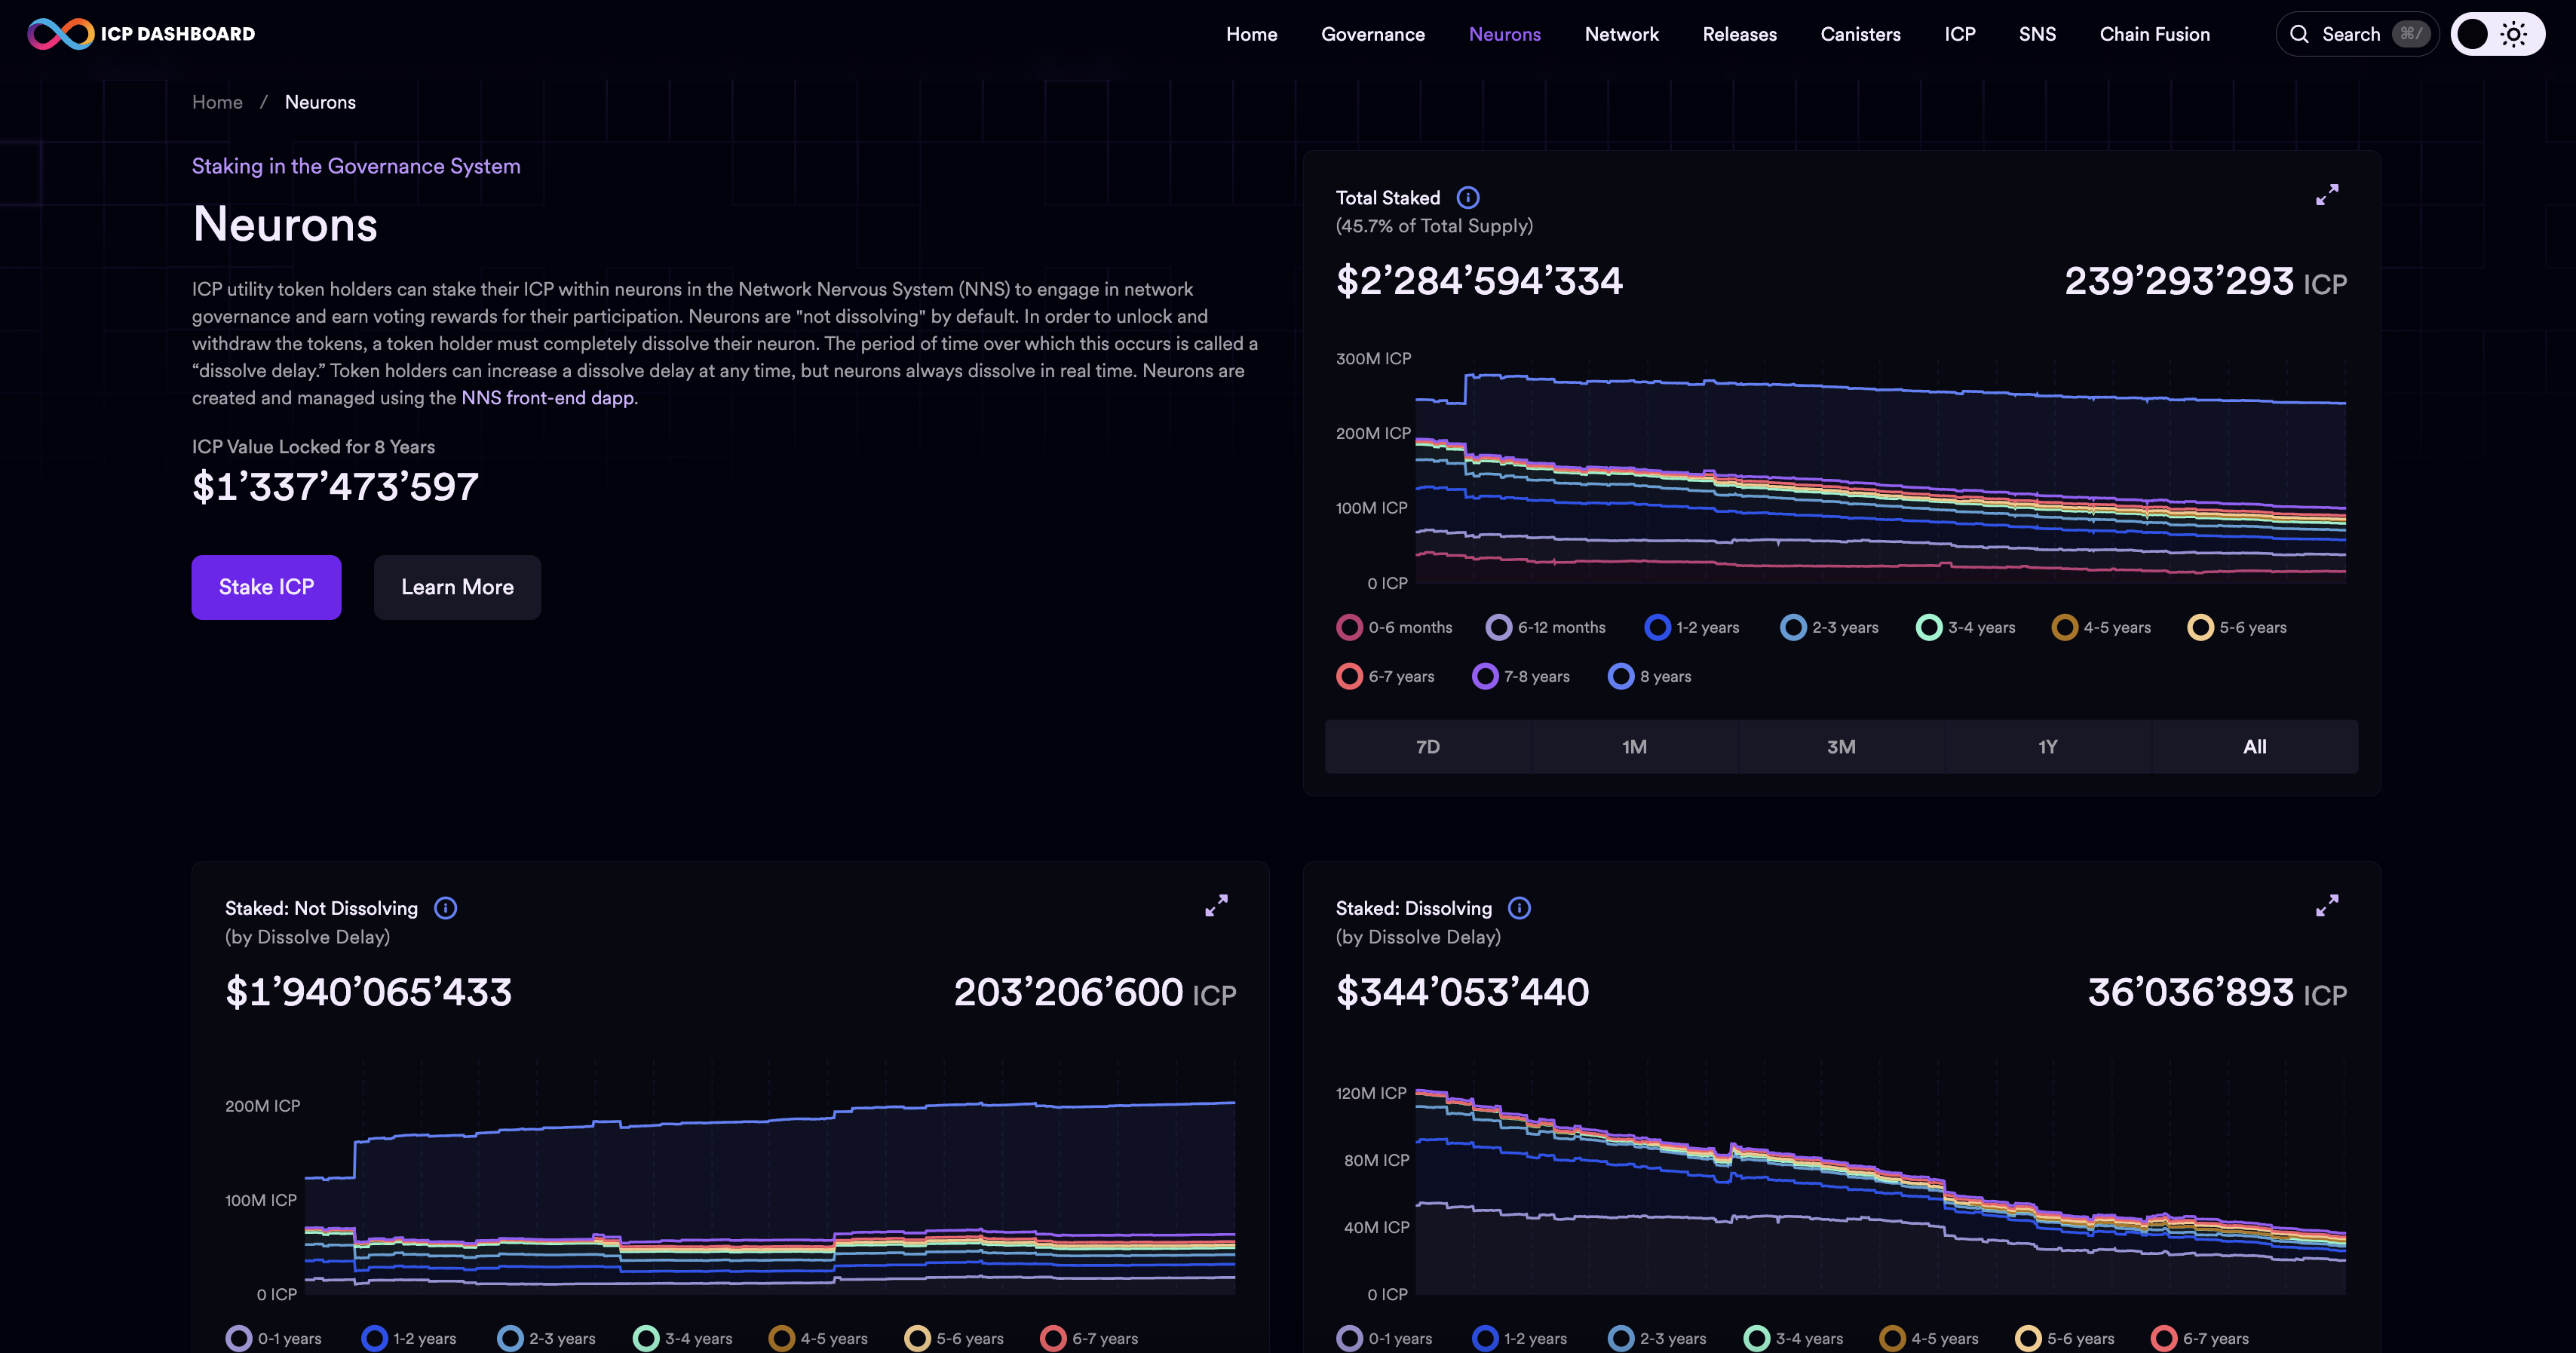 ICP DASHBOARD
Home Governance Neurons Network Releases Canisters ICP SNS Chain Fusion Search ⌘/
Home / Neurons
Staking in the Governance System
Neurons
ICP utility token holders can stake their ICP within neurons in the Network Nervous System (NNS) to engage in network
governance and earn voting rewards for their participation. Neurons are "not dissolving" by default. In order to unlock and
withdraw the tokens, a token holder must completely dissolve their neuron. The period of time over which this occurs is called a
“dissolve delay.” Token holders can increase a dissolve delay at any time, but neurons always dissolve in real time. Neurons are
created and managed using the NNS front-end dapp.
ICP Value Locked for 8 Years
$1’337’473’597
Stake ICP Learn More
Total Staked
(45.7% of Total Supply)
$2’284’594’334 239’293’293 ICP
300M ICP
200M ICP
100M ICP
0 ICP
0-6 months 6-12 months 1-2 years 2-3 years 3-4 years 4-5 years 5-6 years
6-7 years 7-8 years 8 years
7D 1M 3M 1Y All
Staked: Not Dissolving
(by Dissolve Delay)
$1’940’065’433 203’206’600 ICP
200M ICP
100M ICP
0 ICP
0-1 years 1-2 years 2-3 years 3-4 years 4-5 years 5-6 years 6-7 years
Staked: Dissolving
(by Dissolve Delay)
$344’053’440 36’036’893 ICP
120M ICP
80M ICP
40M ICP
0 ICP
0-1 years 1-2 years 2-3 years 3-4 years 4-5 years 5-6 years 6-7 years